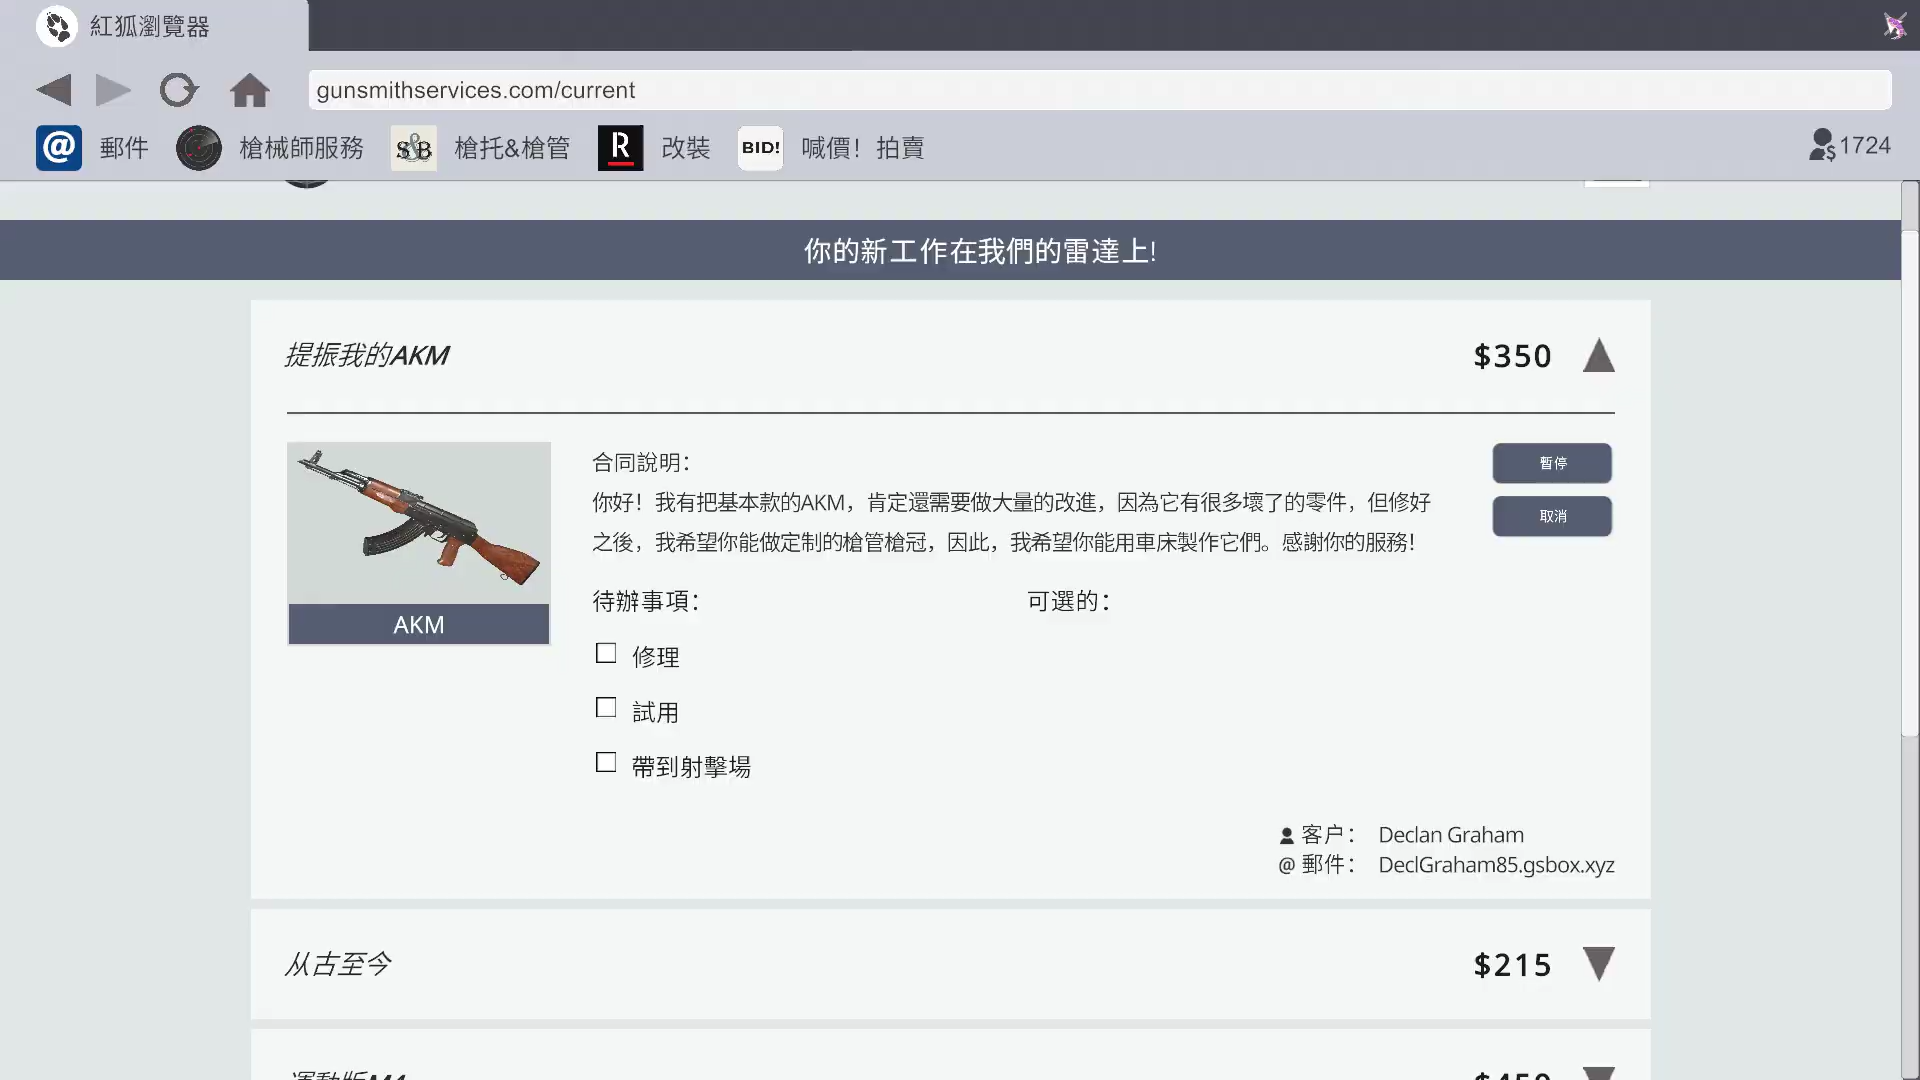 紅狐瀏覽器
gunsmithservices.com/current
@ 郵件 槍械師服務 S&B 槍托&槍管 R 改裝 BID! 喊價！拍賣 1724
你的新工作在我們的雷達上!
提振我的AKM $350
合同說明：
你好！我有把基本款的AKM，肯定還需要做大量的改進，因為它有很多壞了的零件，但修好
之後，我希望你能做定制的槍管槍冠，因此，我希望你能用車床製作它們。感謝你的服務！
暫停
取消
AKM
待辦事項： 可選的：
修理
試用
帶到射擊場
客户： Declan Graham
@ 郵件： DeclGraham85.gsbox.xyz
从古至今 $215
運動版M4 $450